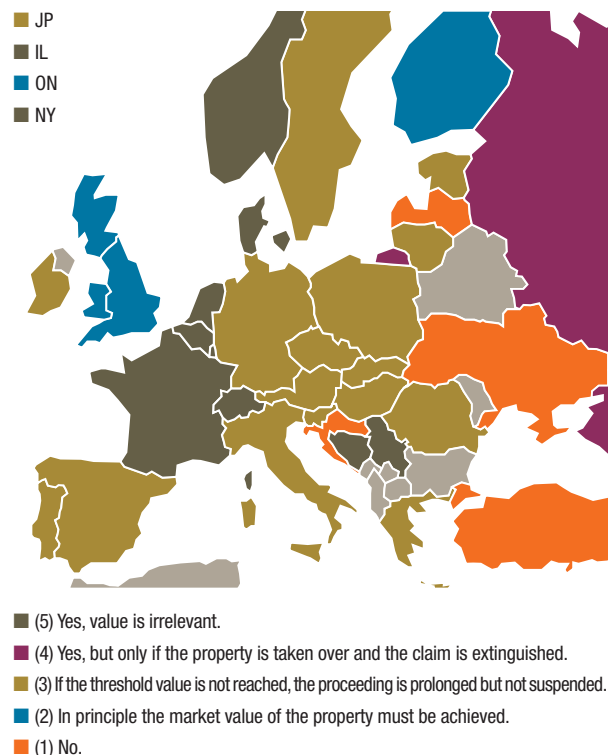 JP
IL
ON
NY
(5) Yes, value is irrelevant.
(4) Yes, but only if the property is taken over and the claim is extinguished.
(3) If the threshold value is not reached, the proceeding is prolonged but not suspended.
(2) In principle the market value of the property must be achieved.
(1) No.